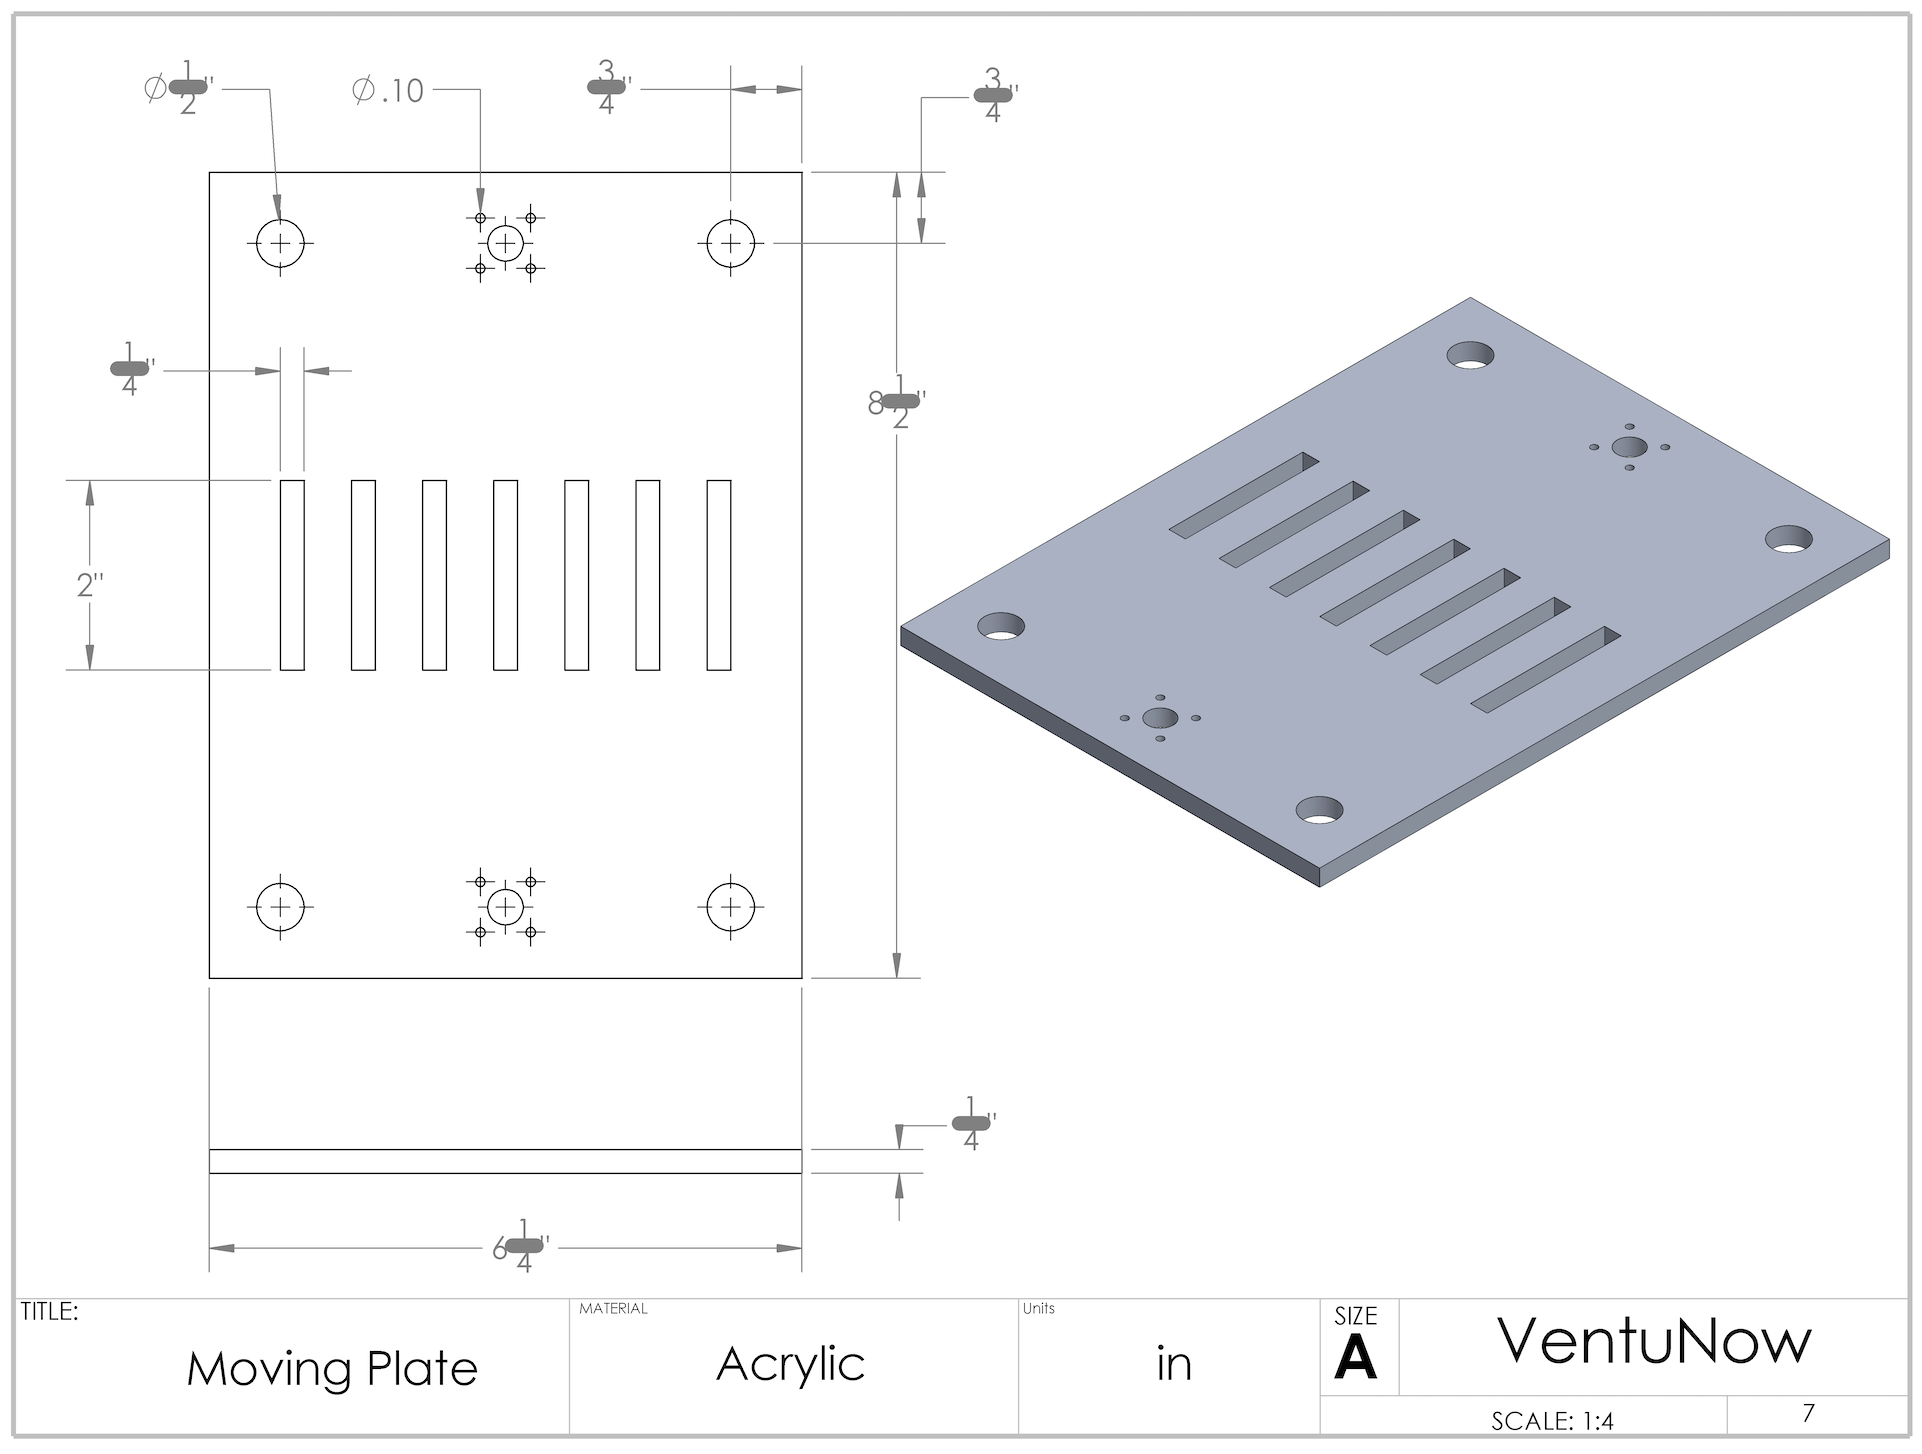 ⌀1/2"
⌀.10
3/4"
3/4"
1/4"
8 1/2"
2"
1/4"
6 1/4"
TITLE:
Moving Plate
MATERIAL
Acrylic
Units
in
SIZE
A
VentuNow
SCALE: 1:4
7